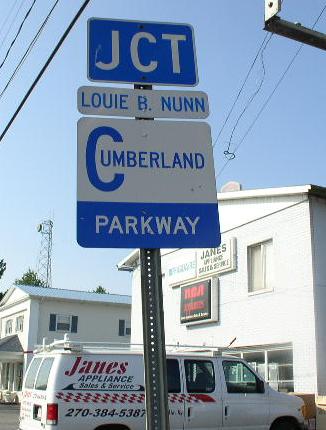 JCT
LOUIE B. NUNN
CUMBERLAND
PARKWAY
JANES
APPLIANCE
SALES & SERVICE
RCA
Janes
APPLIANCE
Sales & Service
270-384-5387